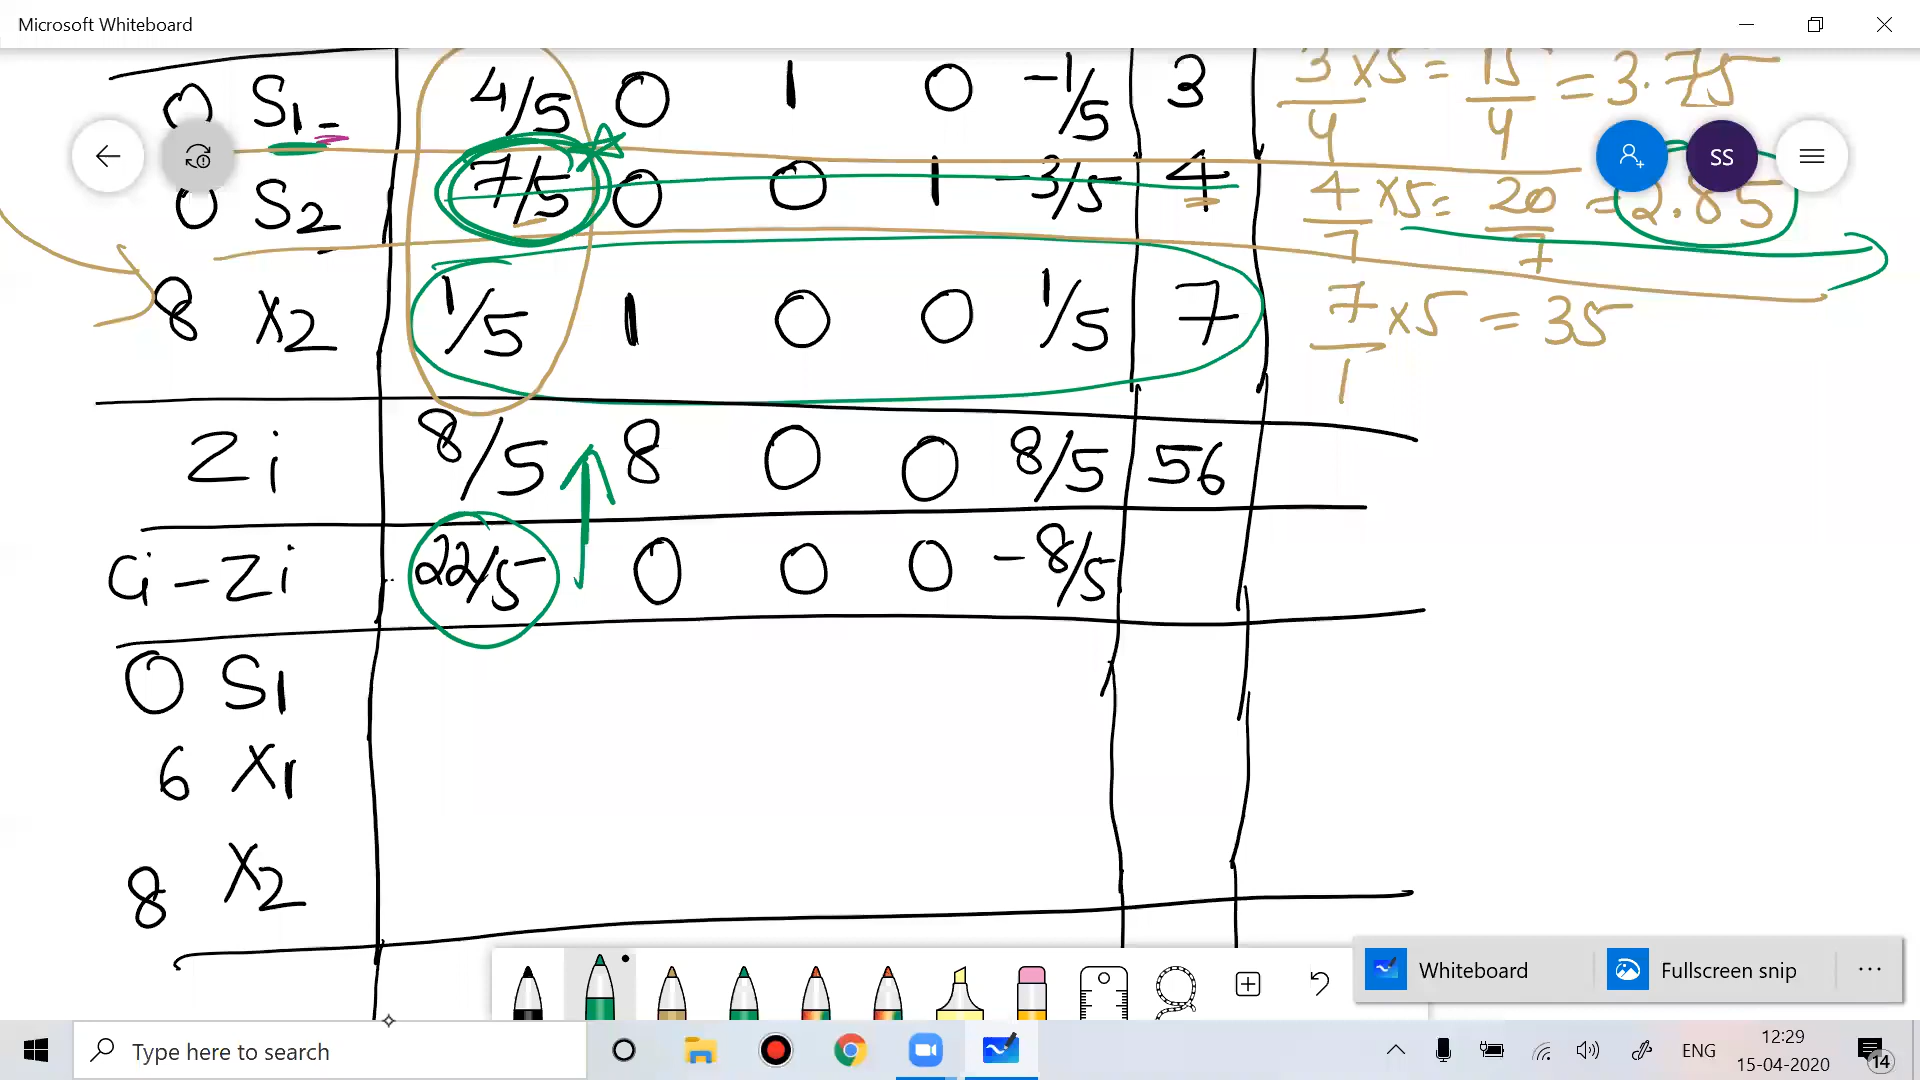 Microsoft Whiteboard
0 S1 4/5 0 1 0 -1/5 3
3/4 ×5 = 15/4 = 3.75
0 S2 7/5 0 0 1 -3/5 4
4/7 ×5 = 20/7 = 2.85
SS
8 X2 1/5 1 0 0 1/5 7
7/1 ×5 = 35
Zi 8/5 8 0 0 8/5 56
Ci - Zi 22/5 0 0 0 -8/5
0 S1
6 X1
8 X2
Whiteboard
Fullscreen snip
Type here to search
ENG
12:29
15-04-2020
14